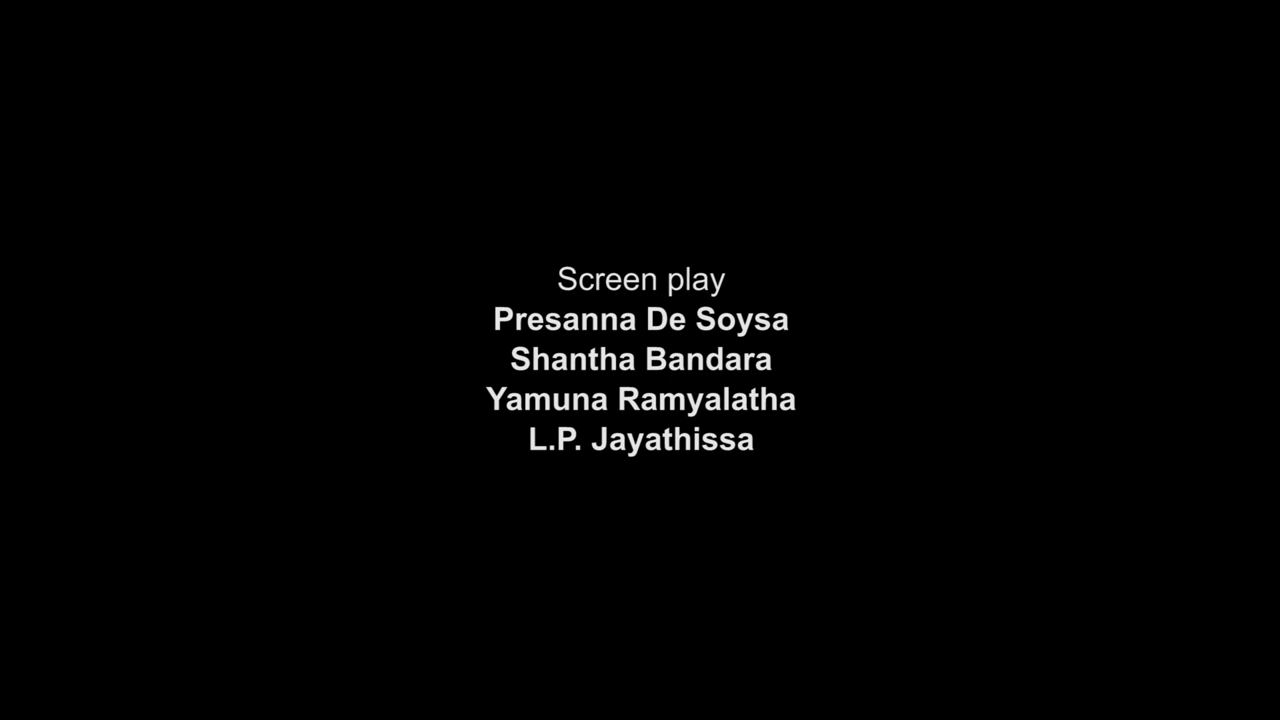 Screen play
Presanna De Soysa
Shantha Bandara
Yamuna Ramyalatha
L.P. Jayathissa